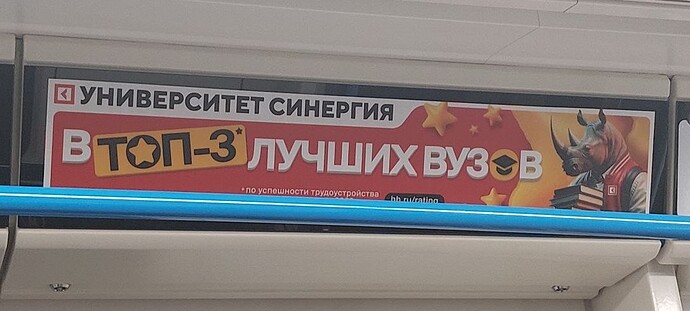 УНИВЕРСИТЕТ СИНЕРГИЯ
В ТОП-3* ЛУЧШИХ ВУЗОВ
* по успешности трудоустройства
hh.ru/rating